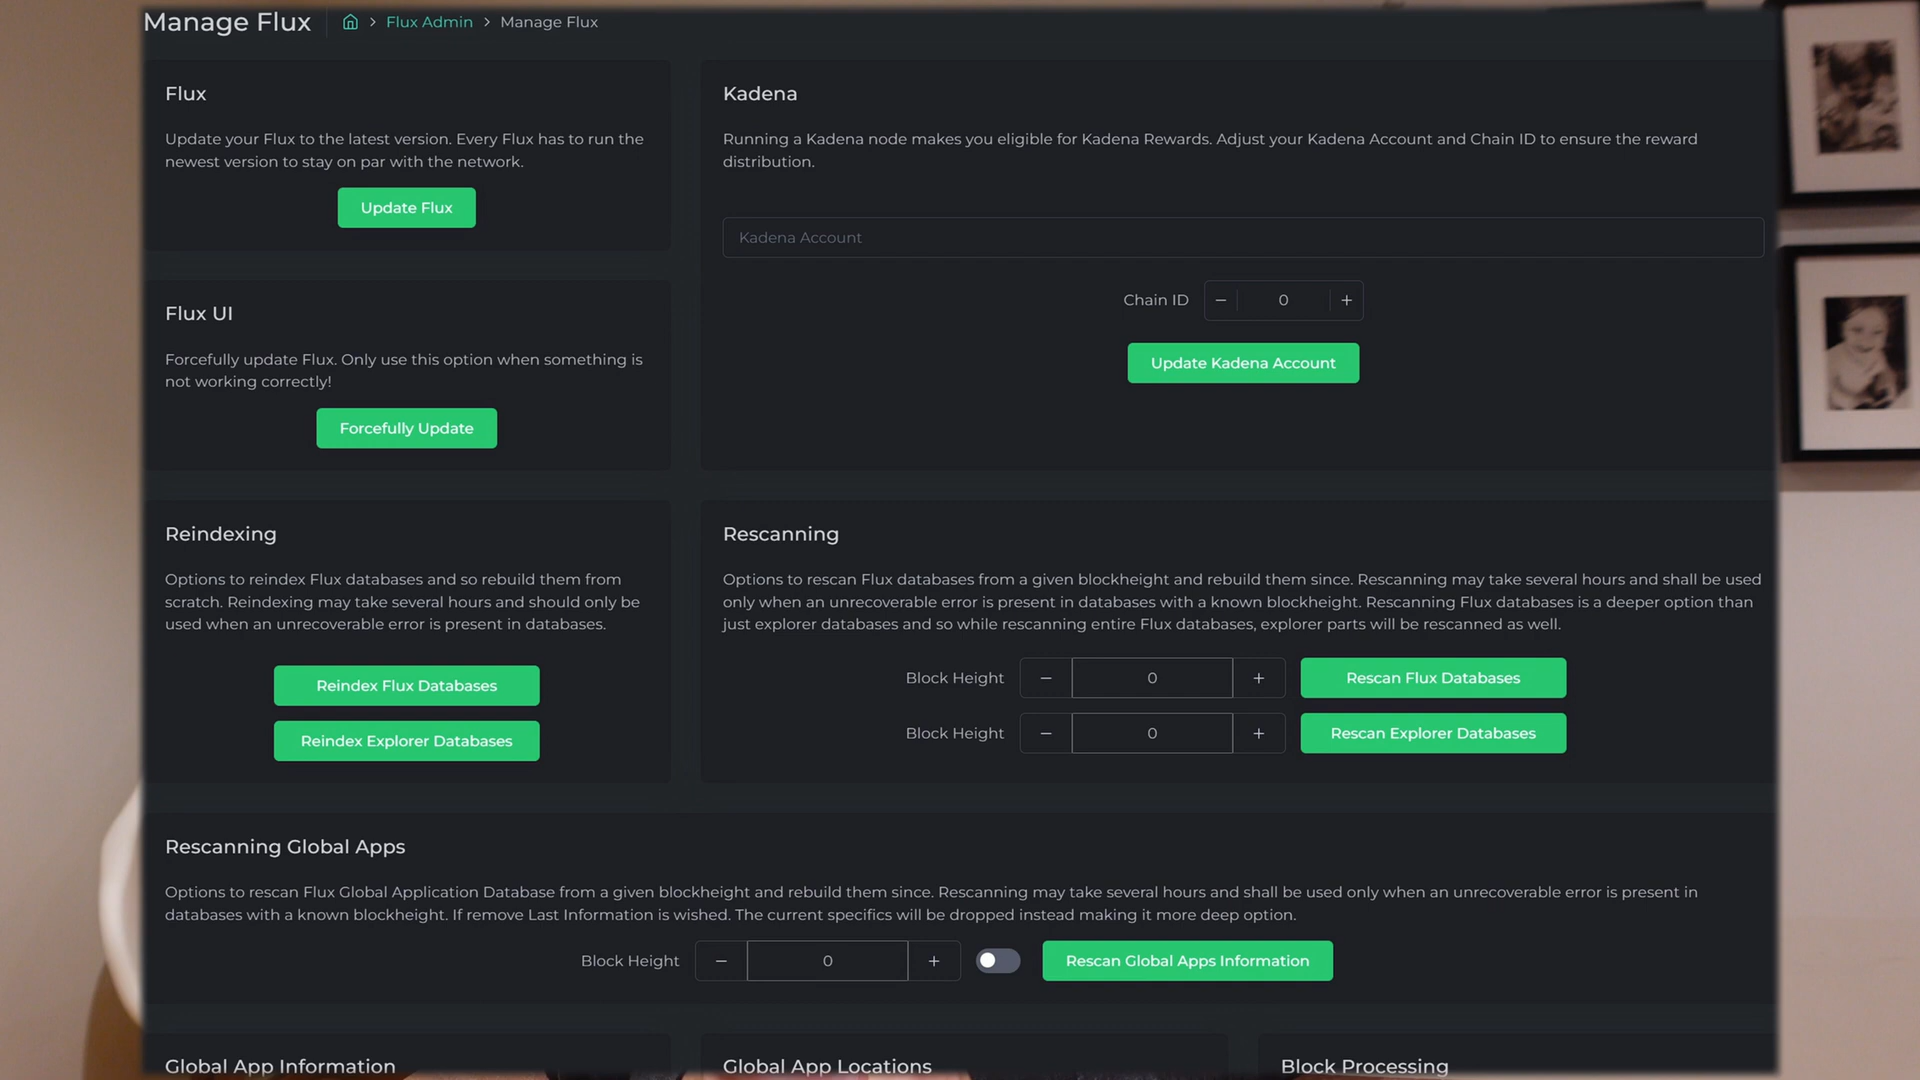 Manage Flux
Flux Admin
Manage Flux
Flux
Update your Flux to the latest version. Every Flux has to run the
newest version to stay on par with the network.
Update Flux
Kadena
Running a Kadena node makes you eligible for Kadena Rewards. Adjust your Kadena Account and Chain ID to ensure the reward
distribution.
Kadena Account
Chain ID
0
Update Kadena Account
Flux UI
Forcefully update Flux. Only use this option when something is
not working correctly!
Forcefully Update
Reindexing
Options to reindex Flux databases and so rebuild them from
scratch. Reindexing may take several hours and should only be
used when an unrecoverable error is present in databases.
Reindex Flux Databases
Reindex Explorer Databases
Rescanning
Options to rescan Flux databases from a given blockheight and rebuild them since. Rescanning may take several hours and shall be used
only when an unrecoverable error is present in databases with a known blockheight. Rescanning Flux databases is a deeper option than
just explorer databases and so while rescanning entire Flux databases, explorer parts will be rescanned as well.
Block Height
0
Rescan Flux Databases
Block Height
0
Rescan Explorer Databases
Rescanning Global Apps
Options to rescan Flux Global Application Database from a given blockheight and rebuild them since. Rescanning may take several hours and shall be used only when an unrecoverable error is present in
databases with a known blockheight. If remove Last Information is wished. The current specifics will be dropped instead making it more deep option.
Block Height
0
Rescan Global Apps Information
Global App Information
Global App Locations
Block Processing